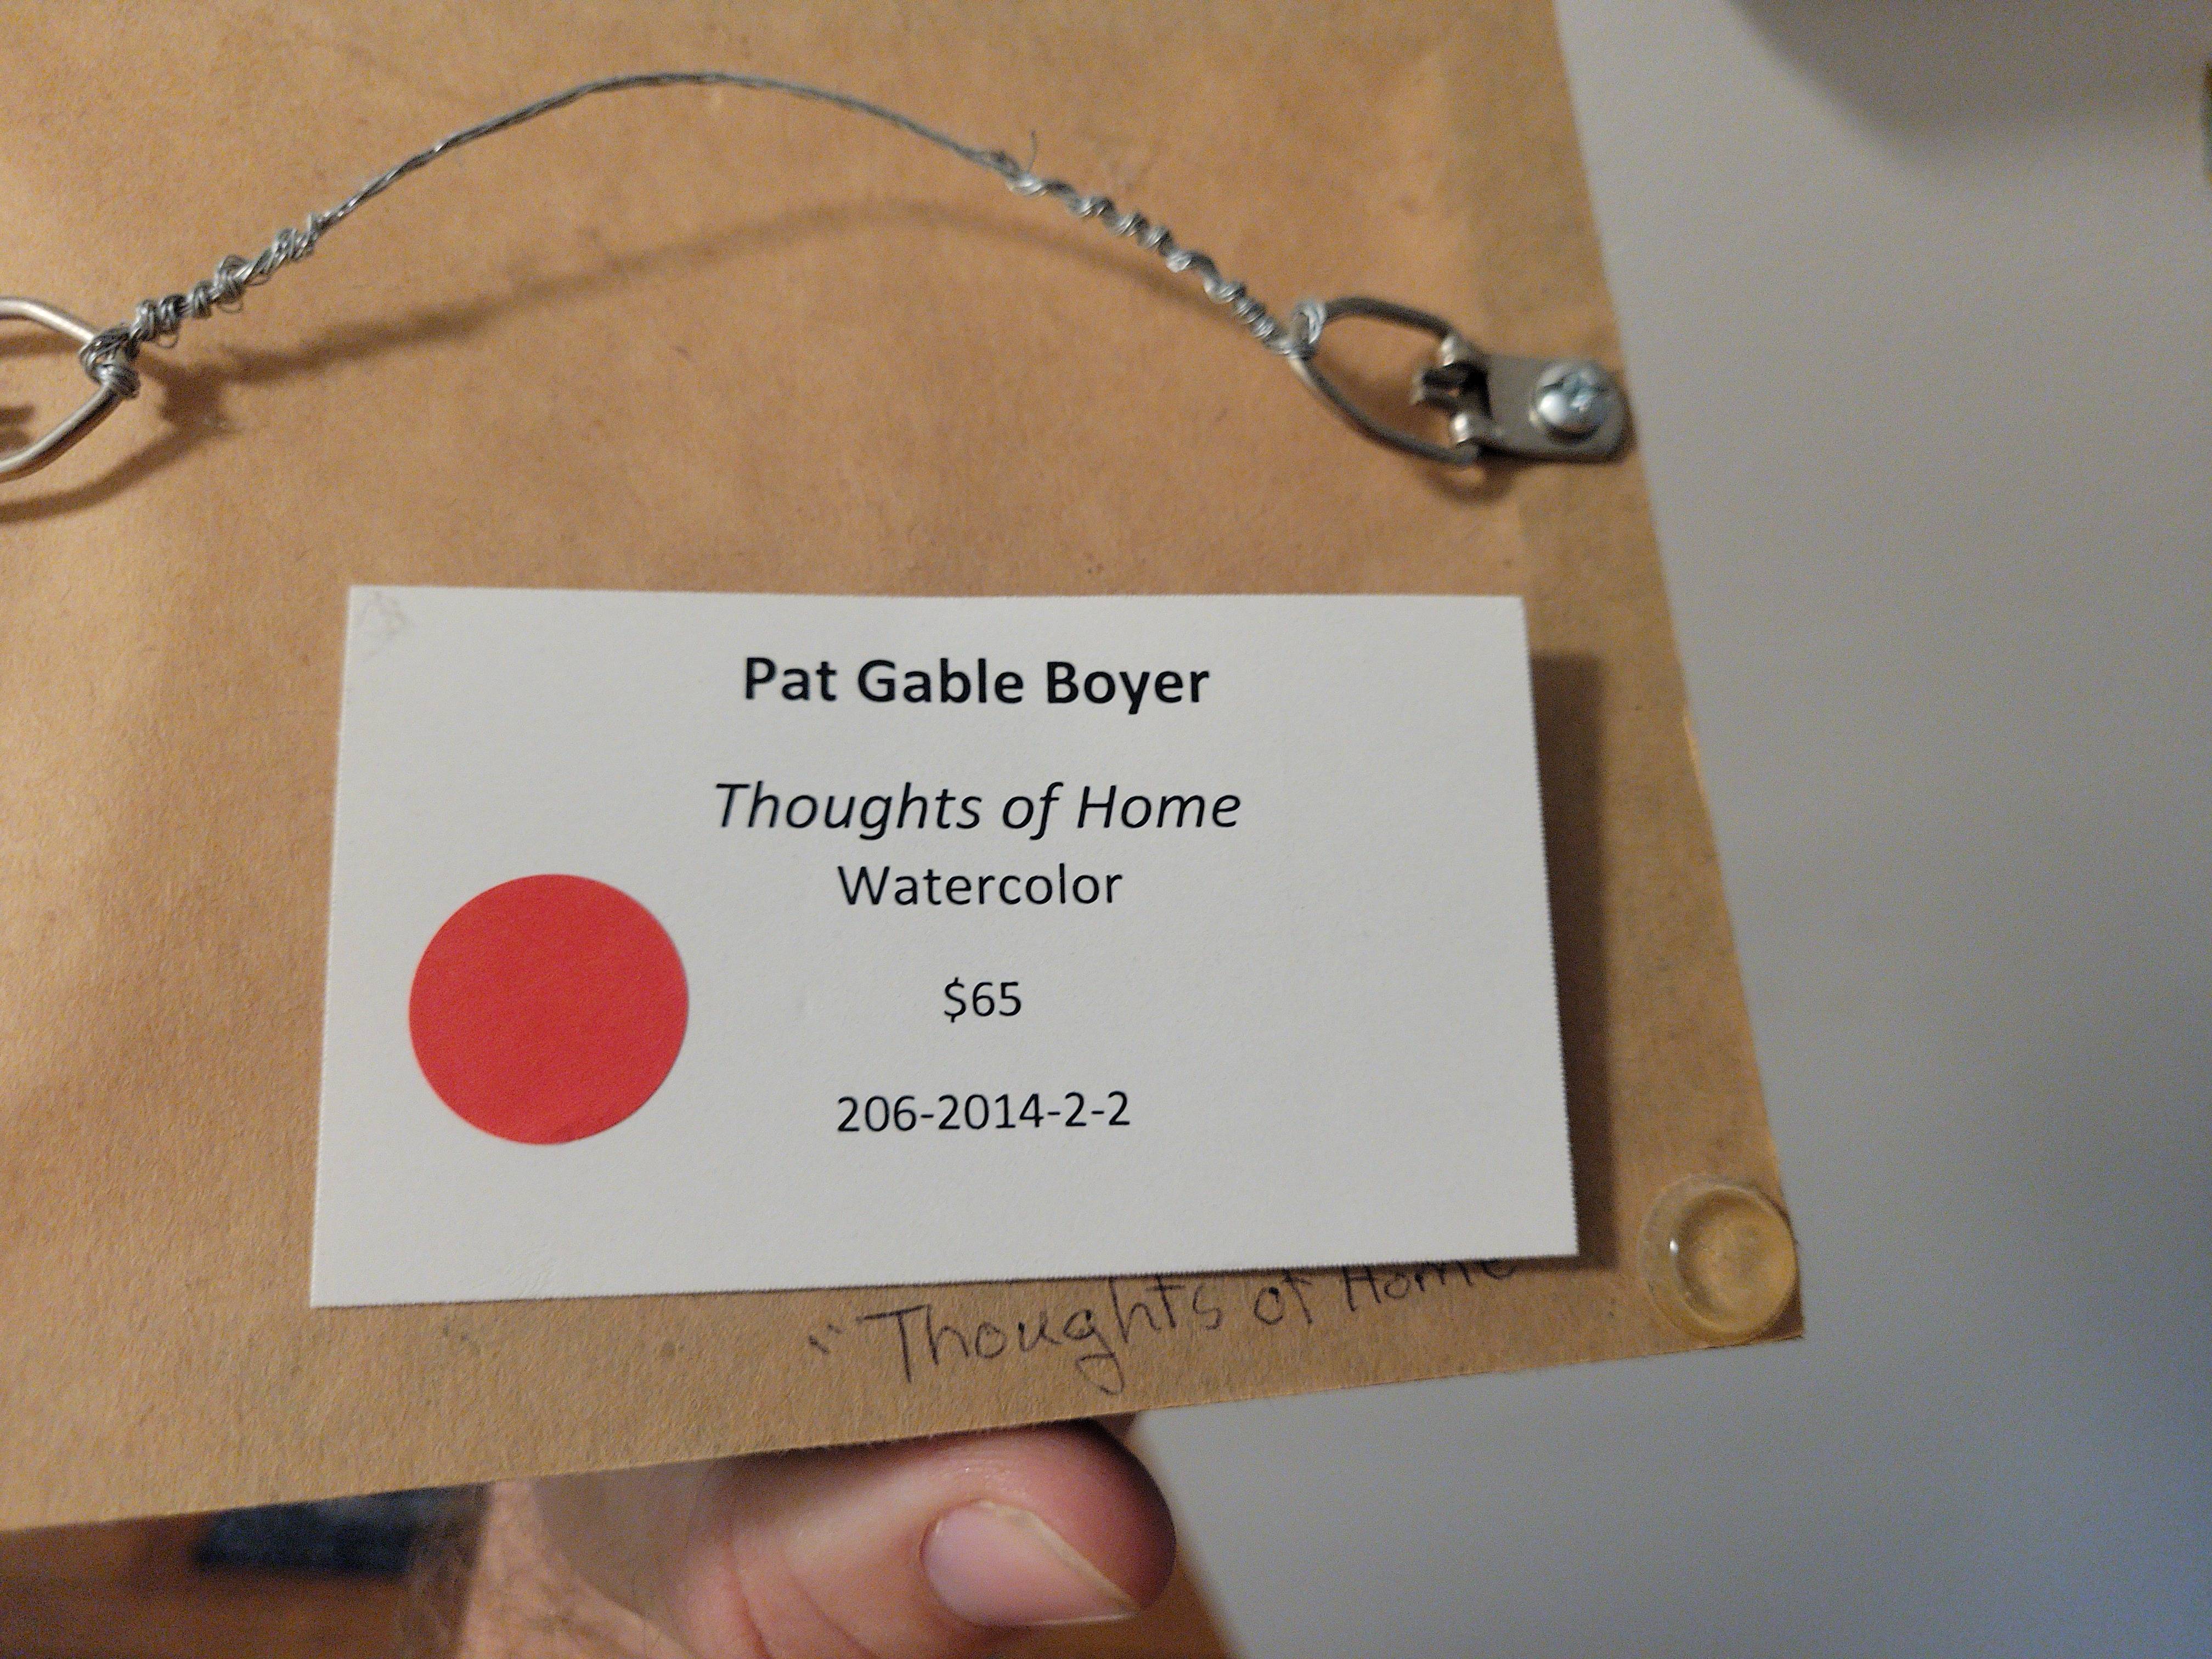 Pat Gable Boyer
Thoughts of Home
Watercolor
$65
206-2014-2-2
"Thoughts of Home